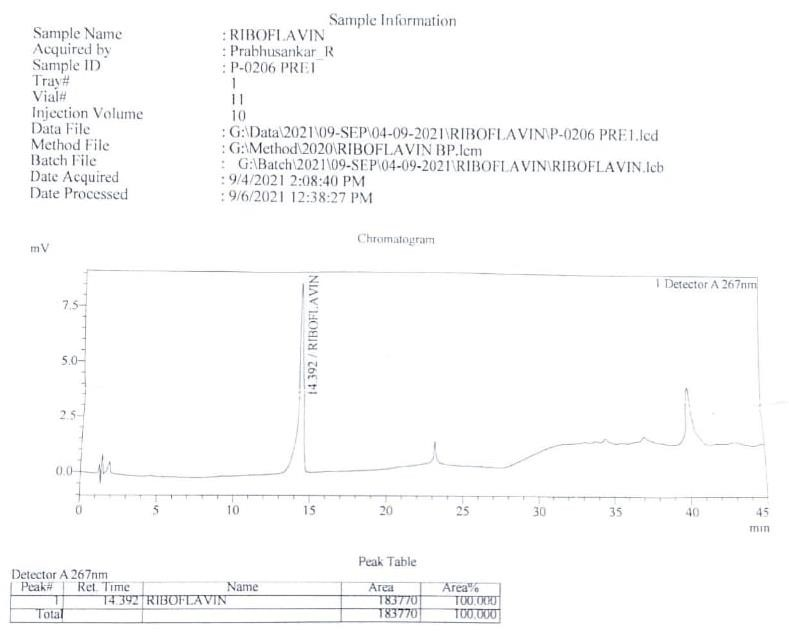 Sample Information
Sample Name : RIBOFLAVIN
Acquired by : Prabhusankar_R
Sample ID : P-0206 PRE1
Tray# 1
Vial# 11
Injection Volume 10
Data File : G:\Data\2021\09-SEP\04-09-2021\RIBOFLAVIN\P-0206 PRE1.lcd
Method File : G:\Method\2020\RIBOFLAVIN BP.lcm
Batch File : G:\Batch\2021\09-SEP\04-09-2021\RIBOFLAVIN\RIBOFLAVIN.lcb
Date Acquired : 9/4/2021 2:08:40 PM
Date Processed : 9/6/2021 12:38:27 PM
Chromatogram
mV
1 Detector A 267nm
14.392 / RIBOFLAVIN
7.5
5.0
2.5
0.0
0 5 10 15 20 25 30 35 40 45
min
Peak Table
Detector A 267nm
Peak# Ret. Time Name Area Area%
1 14.392 RIBOFLAVIN 183770 100.000
Total 183770 100.000